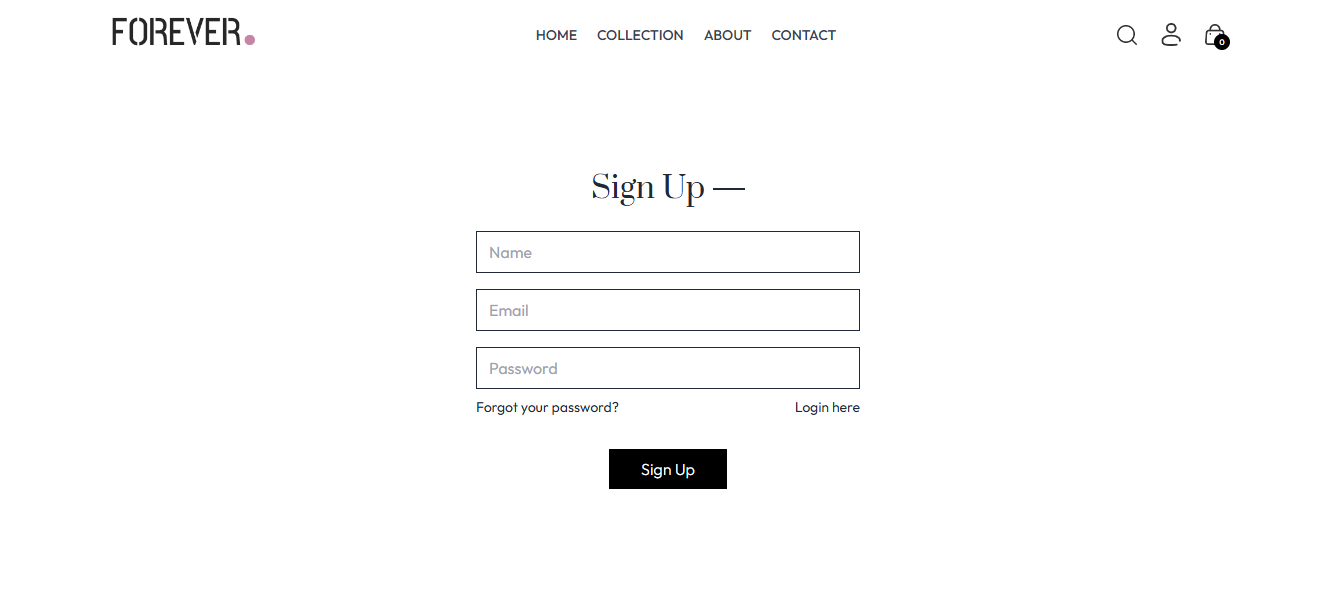 FOREVER.
HOME COLLECTION ABOUT CONTACT
0
Sign Up —
Name
Email
Password
Forgot your password? Login here
Sign Up